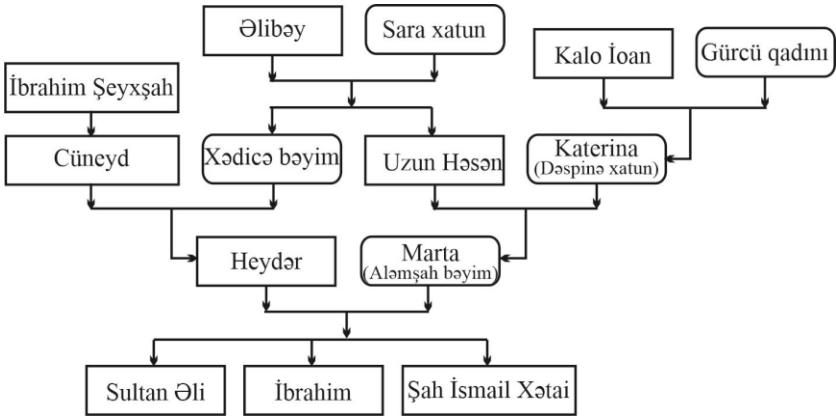 Əlibəy
Sara xatun
Kalo İoan
Gürcü qadını
İbrahim Şeyxşah
Cüneyd
Xədicə bəyim
Uzun Həsən
Katerina
(Dəspinə xatun)
Heydər
Marta
(Aləmşah bəyim)
Sultan Əli
İbrahim
Şah İsmail Xətai